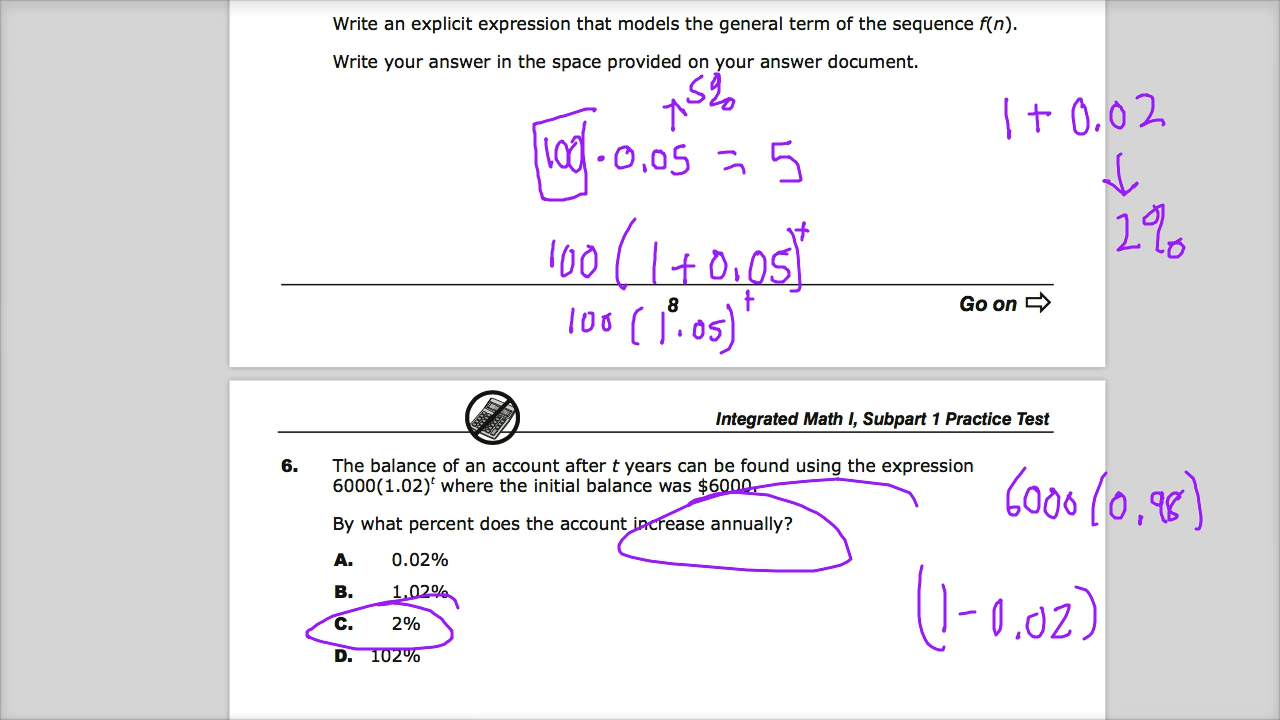 Write an explicit expression that models the general term of the sequence f(n).
Write your answer in the space provided on your answer document.
5%
100 · 0.05 = 5
1 + 0.02
2%
100 (1 + 0.05)^t
8
Go on
100 (1.05)^t
Integrated Math I, Subpart 1 Practice Test
6. The balance of an account after t years can be found using the expression
6000(1.02)^t where the initial balance was $6000.
6000 (0.98)
By what percent does the account increase annually?
A. 0.02%
B. 1.02%
C. 2%
(1 - 0.02)
D. 102%